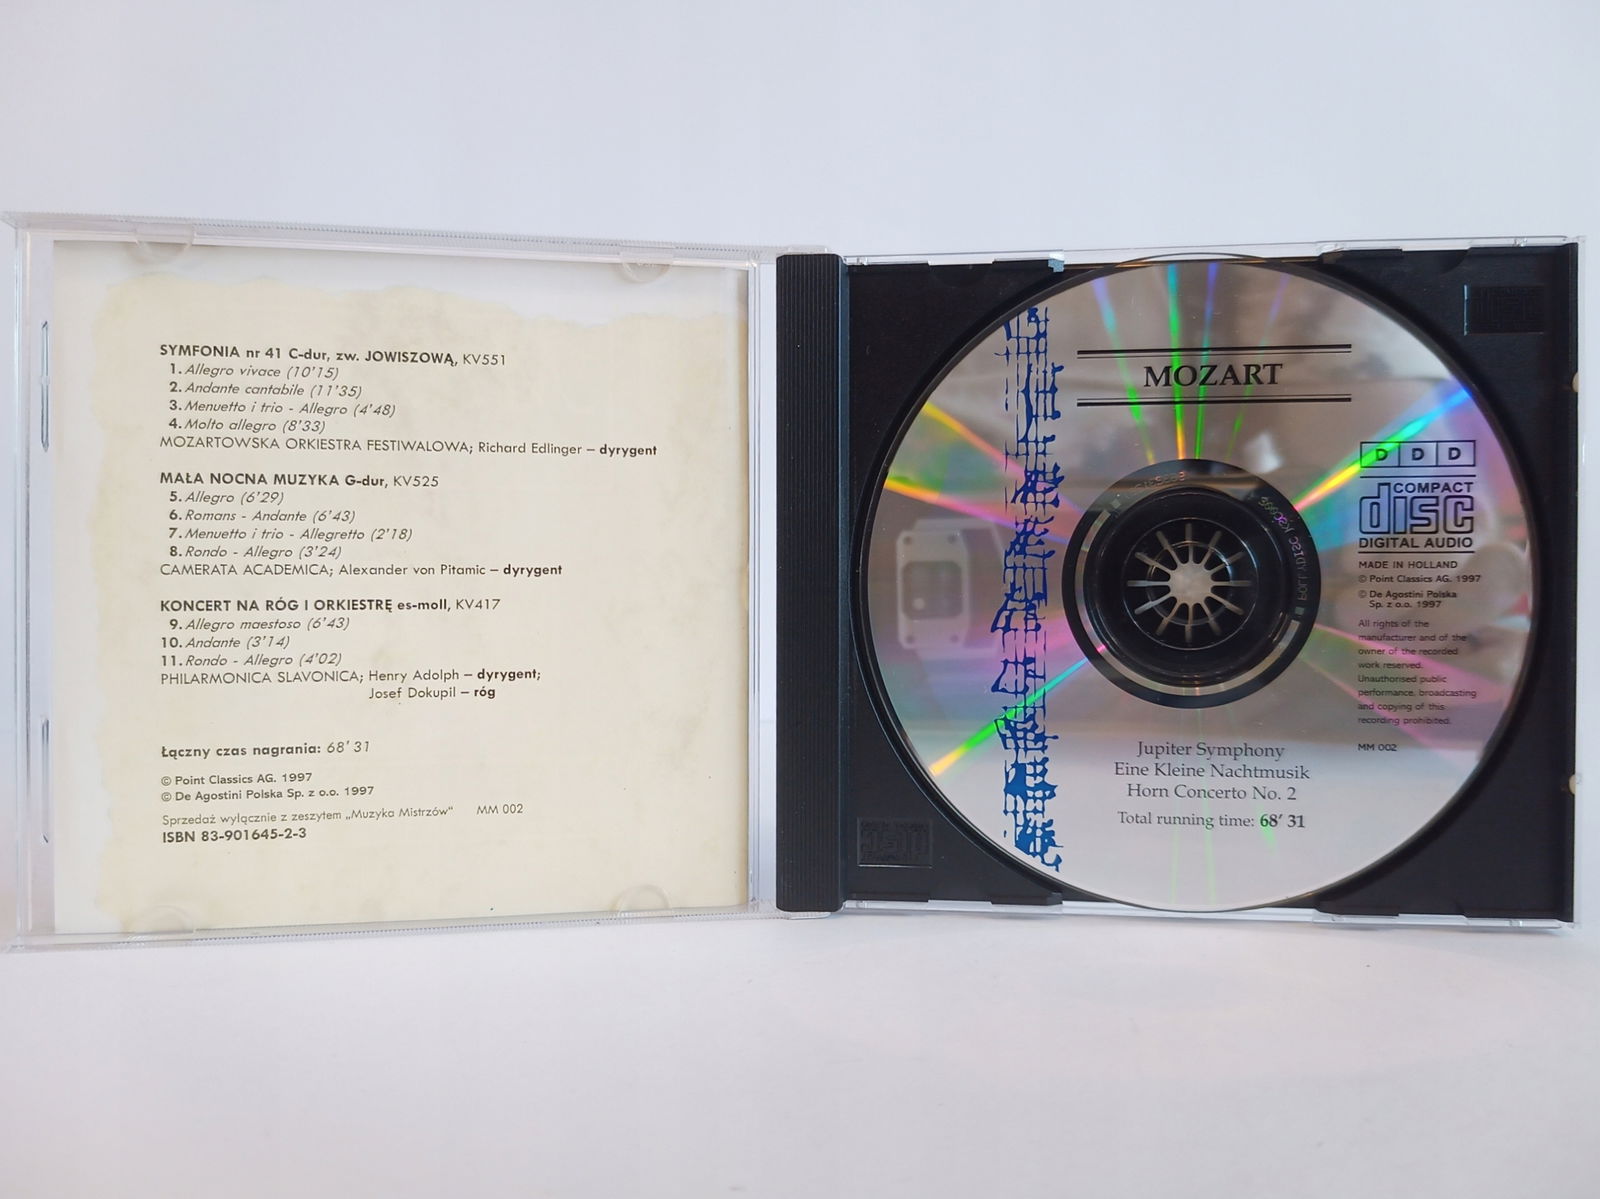 SYMFONIA nr 41 C-dur, zw. JOWISZOWĄ, KV551
1. Allegro vivace (10'15)
2. Andante cantabile (11'35)
3. Menuetto i trio - Allegro (4'48)
4. Molto allegro (8'33)
MOZARTOWSKA ORKIESTRA FESTIWALOWA; Richard Edlinger – dyrygent
MAŁA NOCNA MUZYKA G-dur, KV525
5. Allegro (6'29)
6. Romans - Andante (6'43)
7. Menuetto i trio - Allegretto (2'18)
8. Rondo - Allegro (3'24)
CAMERATA ACADEMICA; Alexander von Pitamic – dyrygent
KONCERT NA RÓG I ORKIESTRĘ es-moll, KV417
9. Allegro maestoso (6'43)
10. Andante (3'14)
11. Rondo - Allegro (4'02)
PHILARMONICA SLAVONICA; Henry Adolph – dyrygent;
Josef Dokupil – róg
Łączny czas nagrania: 68'31
© Point Classics AG. 1997
© De Agostini Polska Sp. z o.o. 1997
Sprzedaż wyłącznie z zeszytem „Muzyka Mistrzów" MM 002
ISBN 83-901645-2-3
MOZART
D D D
COMPACT
disc
DIGITAL AUDIO
MADE IN HOLLAND
© Point Classics AG. 1997
© De Agostini Polska
Sp. z o.o. 1997
All rights of the
manufacturer and of the
owner of the recorded
work reserved.
Unauthorised public
performance, broadcasting
and copying of this
recording prohibited.
MM 002
Jupiter Symphony
Eine Kleine Nachtmusik
Horn Concerto No. 2
Total running time: 68' 31